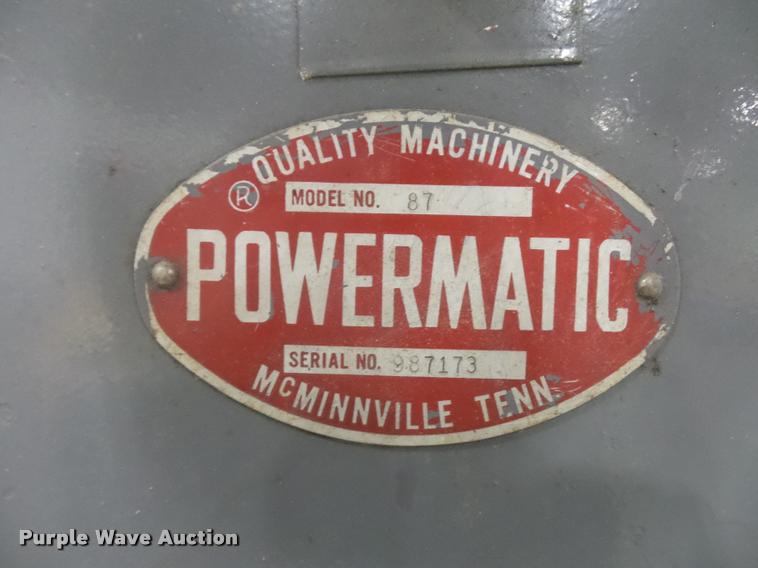 QUALITY MACHINERY
®
MODEL NO. 87
POWERMATIC
SERIAL NO. 987173
McMINNVILLE TENN.
Purple Wave Auction